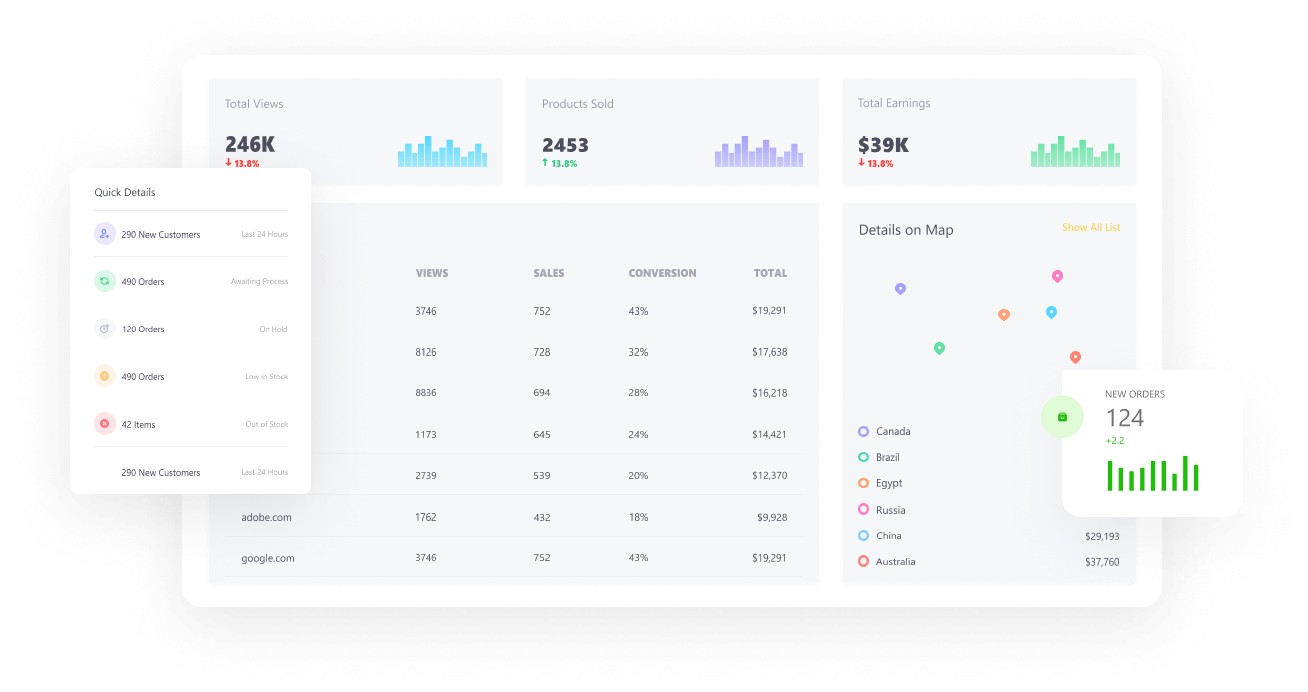 Total Views
246K
13.8%
Products Sold
2453
13.8%
Total Earnings
$39K
13.8%
Quick Details
290 New Customers Last 24 Hours
490 Orders Awaiting Process
120 Orders On Hold
490 Orders Low in Stock
42 Items Out of Stock
290 New Customers Last 24 Hours
VIEWS SALES CONVERSION TOTAL
3746 752 43% $19,291
8126 728 32% $17,638
8836 694 28% $16,218
1173 645 24% $14,421
2739 539 20% $12,370
adobe.com 1762 432 18% $9,928
google.com 3746 752 43% $19,291
Details on Map Show All List
Canada
Brazil
Egypt
Russia
China $29,193
Australia $37,760
NEW ORDERS
124
+2.2